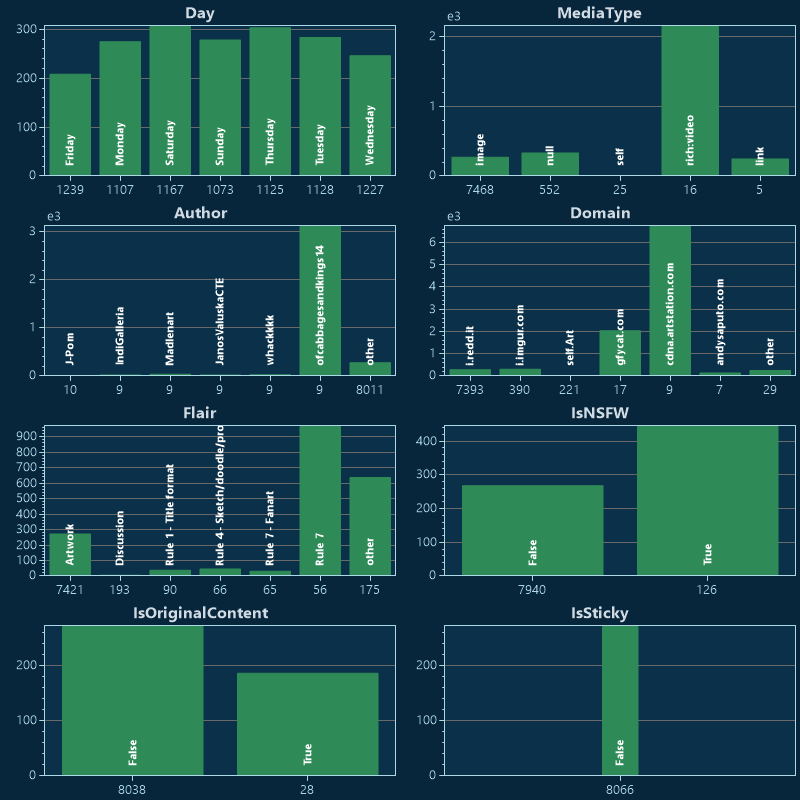 Day
300
200
100
0
Friday
Monday
Saturday
Sunday
Thursday
Tuesday
Wednesday
1239 1107 1167 1073 1125 1128 1227
MediaType
e3
2
1
0
image
null
self
rich:video
link
7468 552 25 16 5
Author
e3
3
2
1
0
J-Pom
IndiGalleria
Madlenart
JanosValuskaCTE
whackkkk
ofcabbagesandkings14
other
10 9 9 9 9 9 8011
Domain
e3
6
5
4
3
2
1
0
i.redd.it
i.imgur.com
self.Art
gfycat.com
cdna.artstation.com
andysaputo.com
other
7393 390 221 17 9 7 29
Flair
900
800
700
600
500
400
300
200
100
0
Artwork
Discussion
Rule 1 - Title format
Rule 4 - Sketch/doodle/pro
Rule 7 - Fanart
Rule 7
other
7421 193 90 66 65 56 175
IsNSFW
400
300
200
100
0
False
True
7940 126
IsOriginalContent
200
100
0
False
True
8038 28
IsSticky
200
100
0
False
8066